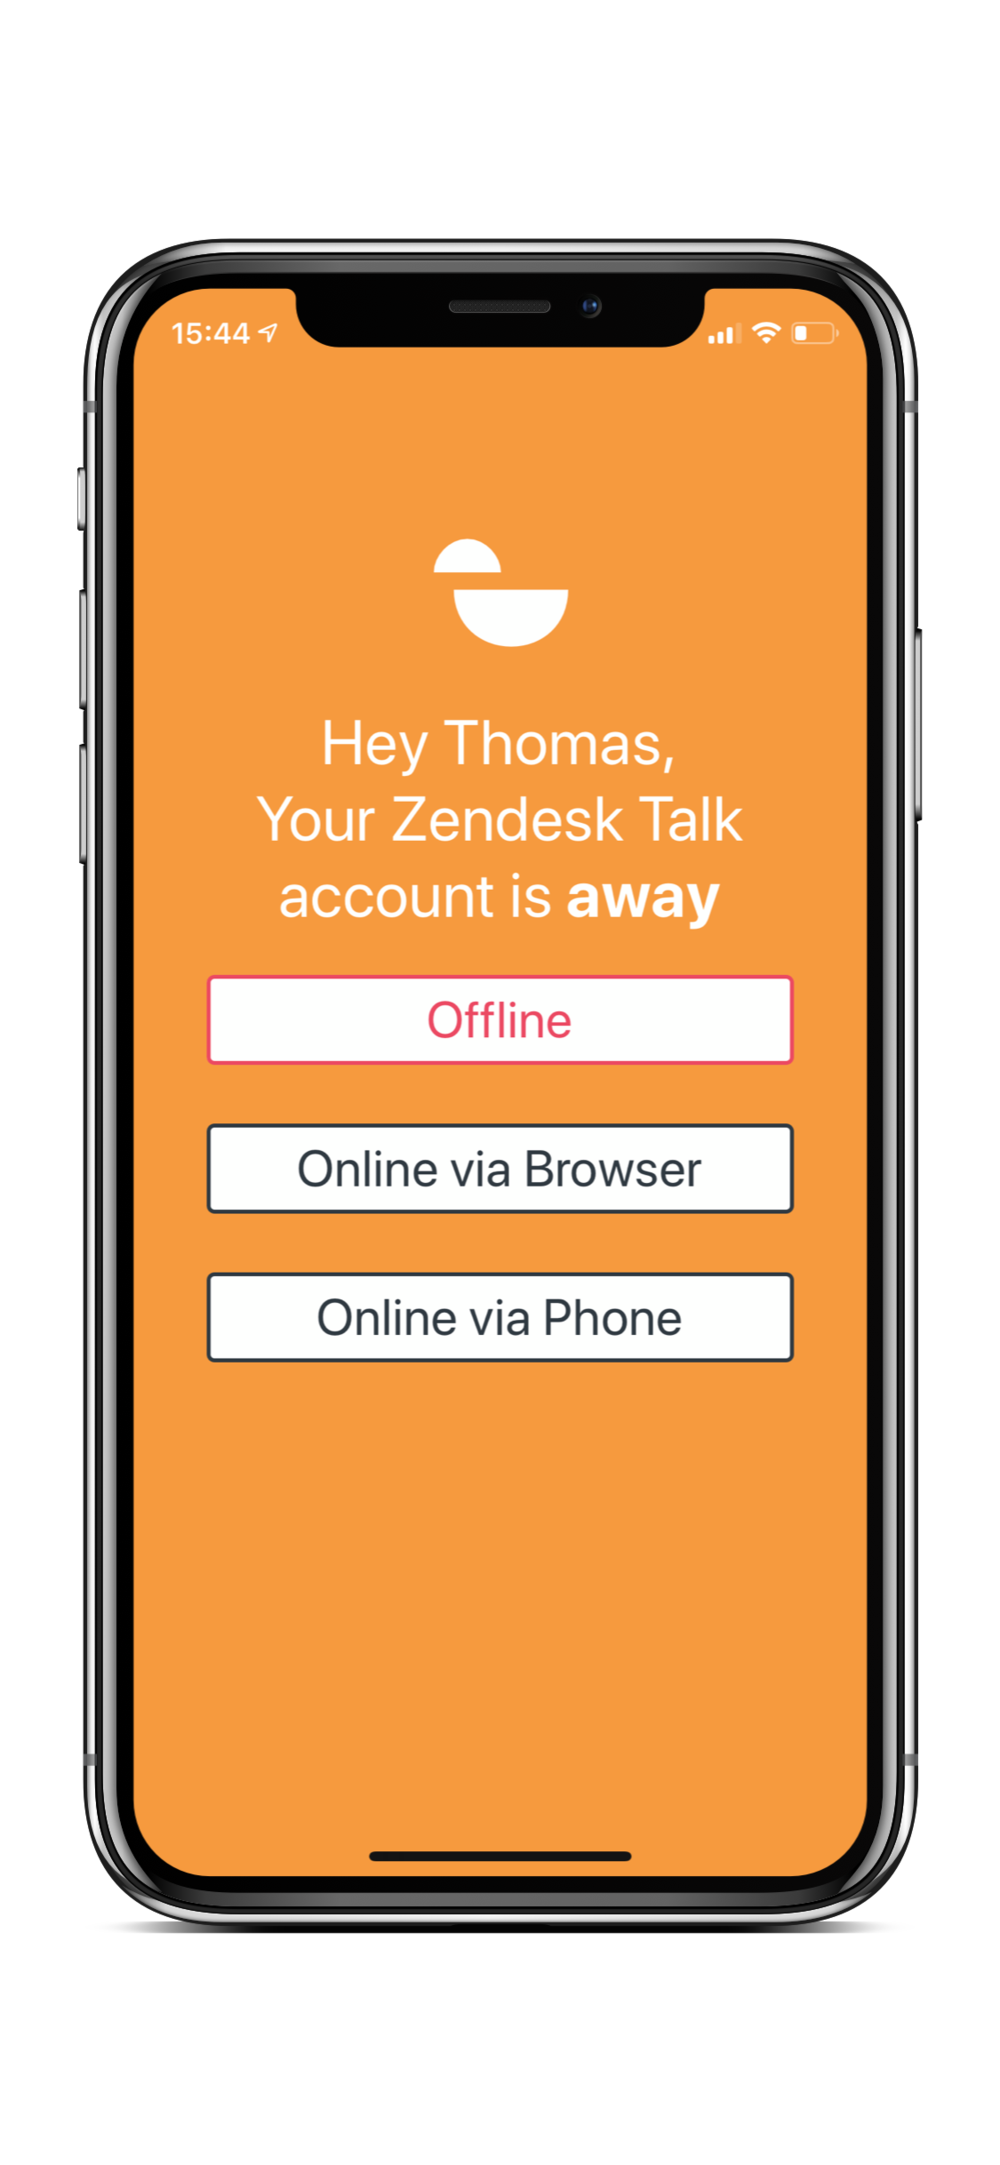 15:44
Hey Thomas,
Your Zendesk Talk
account is away
Offline
Online via Browser
Online via Phone